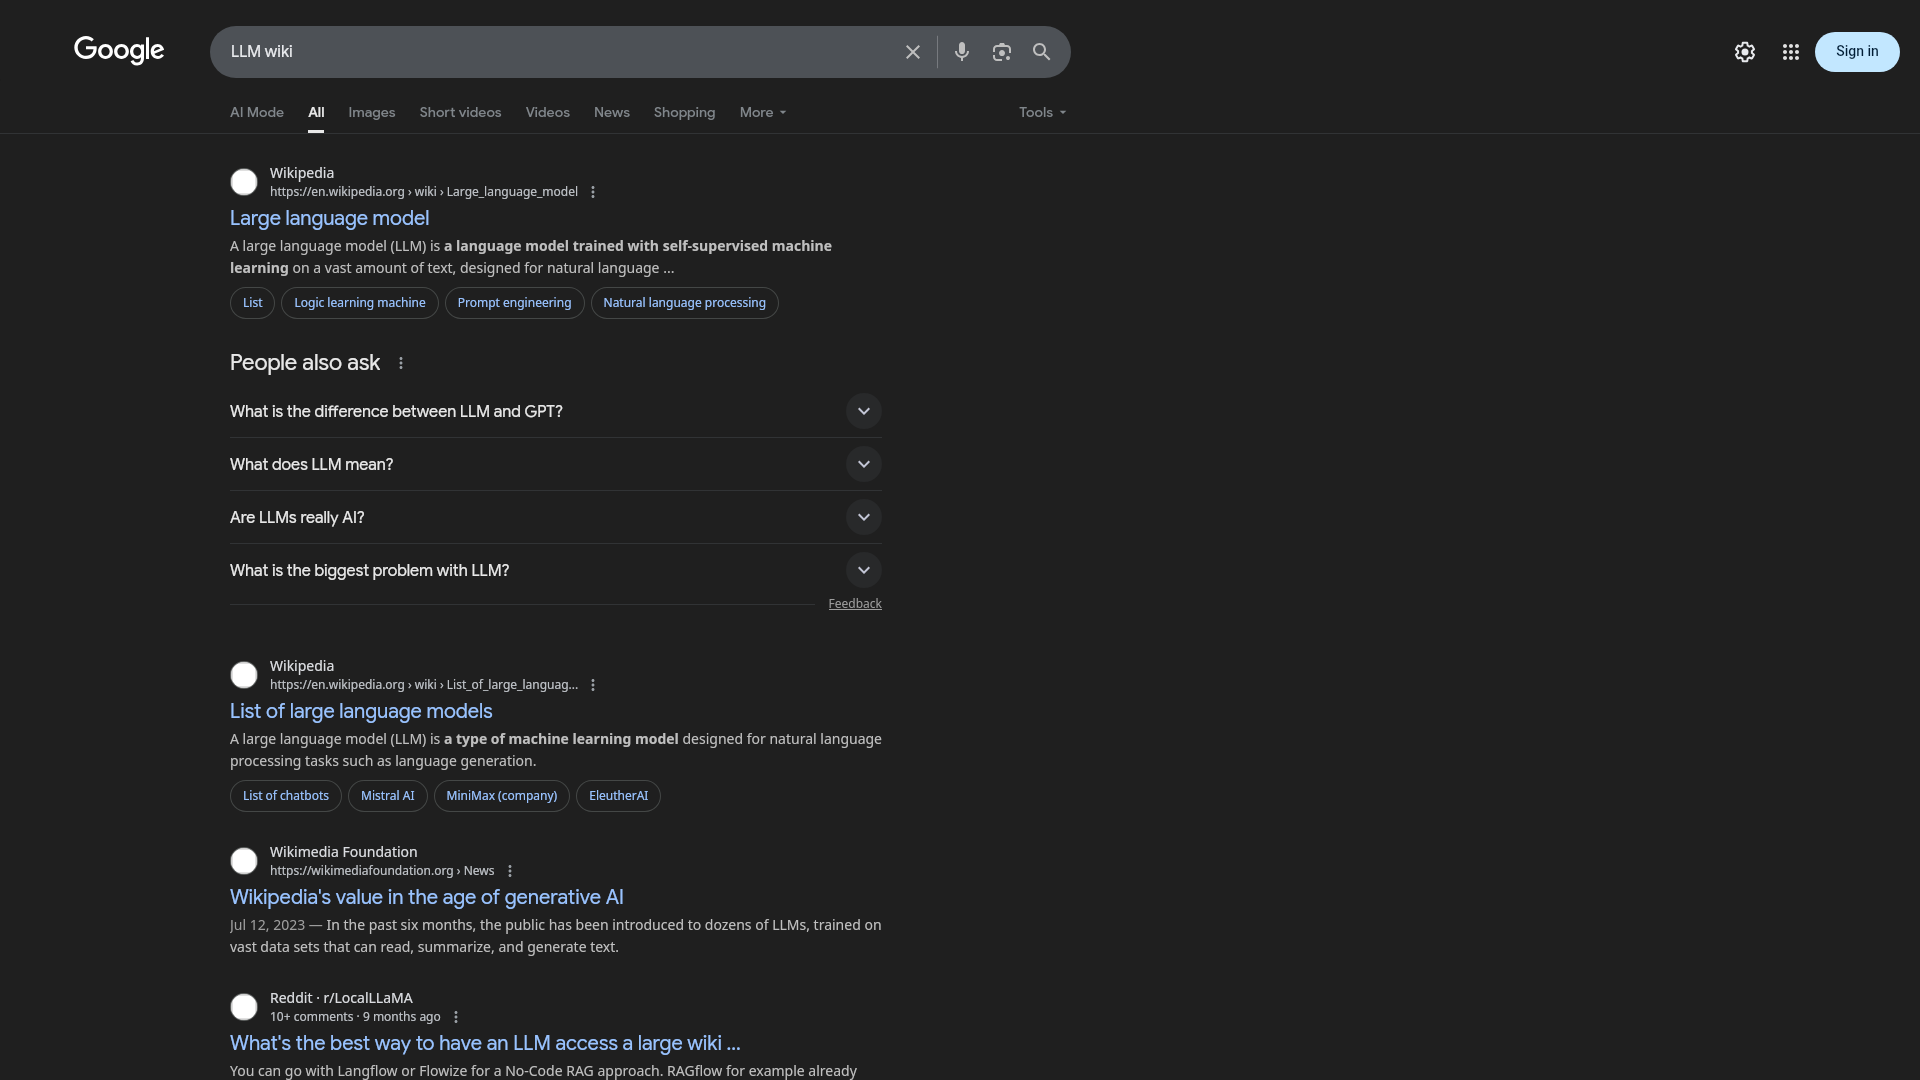 Google
LLM wiki
Sign in
AI Mode
All
Images
Short videos
Videos
News
Shopping
More
Tools
Wikipedia
https://en.wikipedia.org › wiki › Large_language_model
Large language model
A large language model (LLM) is a language model trained with self-supervised machine
learning on a vast amount of text, designed for natural language ...
List
Logic learning machine
Prompt engineering
Natural language processing
People also ask
What is the difference between LLM and GPT?
What does LLM mean?
Are LLMs really AI?
What is the biggest problem with LLM?
Feedback
Wikipedia
https://en.wikipedia.org › wiki › List_of_large_languag...
List of large language models
A large language model (LLM) is a type of machine learning model designed for natural language
processing tasks such as language generation.
List of chatbots
Mistral AI
MiniMax (company)
EleutherAI
Wikimedia Foundation
https://wikimediafoundation.org › News
Wikipedia's value in the age of generative AI
Jul 12, 2023 — In the past six months, the public has been introduced to dozens of LLMs, trained on
vast data sets that can read, summarize, and generate text.
Reddit · r/LocalLLaMA
10+ comments · 9 months ago
What's the best way to have an LLM access a large wiki ...
You can go with Langflow or Flowize for a No-Code RAG approach. RAGflow for example already